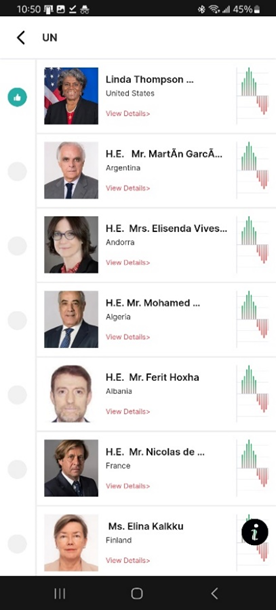 10:50 45%
UN
Linda Thompson ...
United States
View Details>
H.E. Mr. MartÃn GarcÃ...
Argentina
View Details>
H.E. Mrs. Elisenda Vives...
Andorra
View Details>
H.E. Mr. Mohamed ...
Algeria
View Details>
H.E. Mr. Ferit Hoxha
Albania
View Details>
H.E. Mr. Nicolas de ...
France
View Details>
Ms. Elina Kalkku
Finland
View Details>